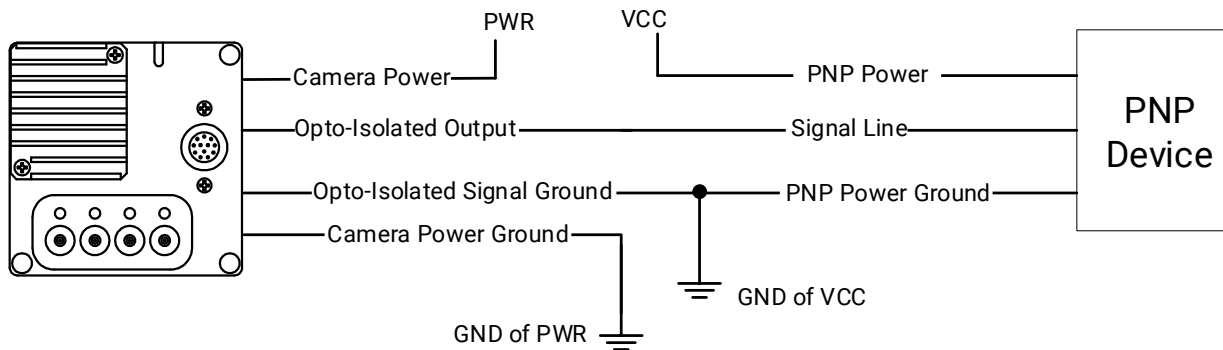 PWR
VCC
Camera Power
PNP Power
Opto-Isolated Output
Signal Line
PNP
Device
Opto-Isolated Signal Ground
PNP Power Ground
Camera Power Ground
GND of VCC
GND of PWR